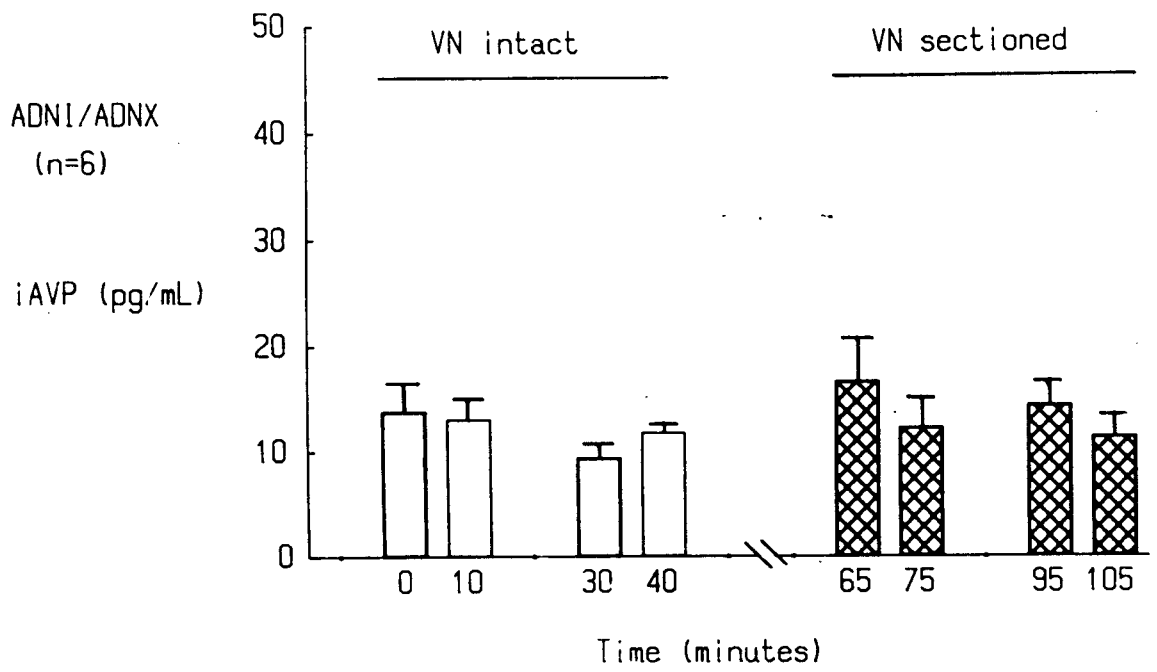 VN intact
VN sectioned
ADNI/ADNX
(n=6)
iAVP (pg/mL)
50
40
30
20
10
0
0 10 30 40 65 75 95 105
Time (minutes)